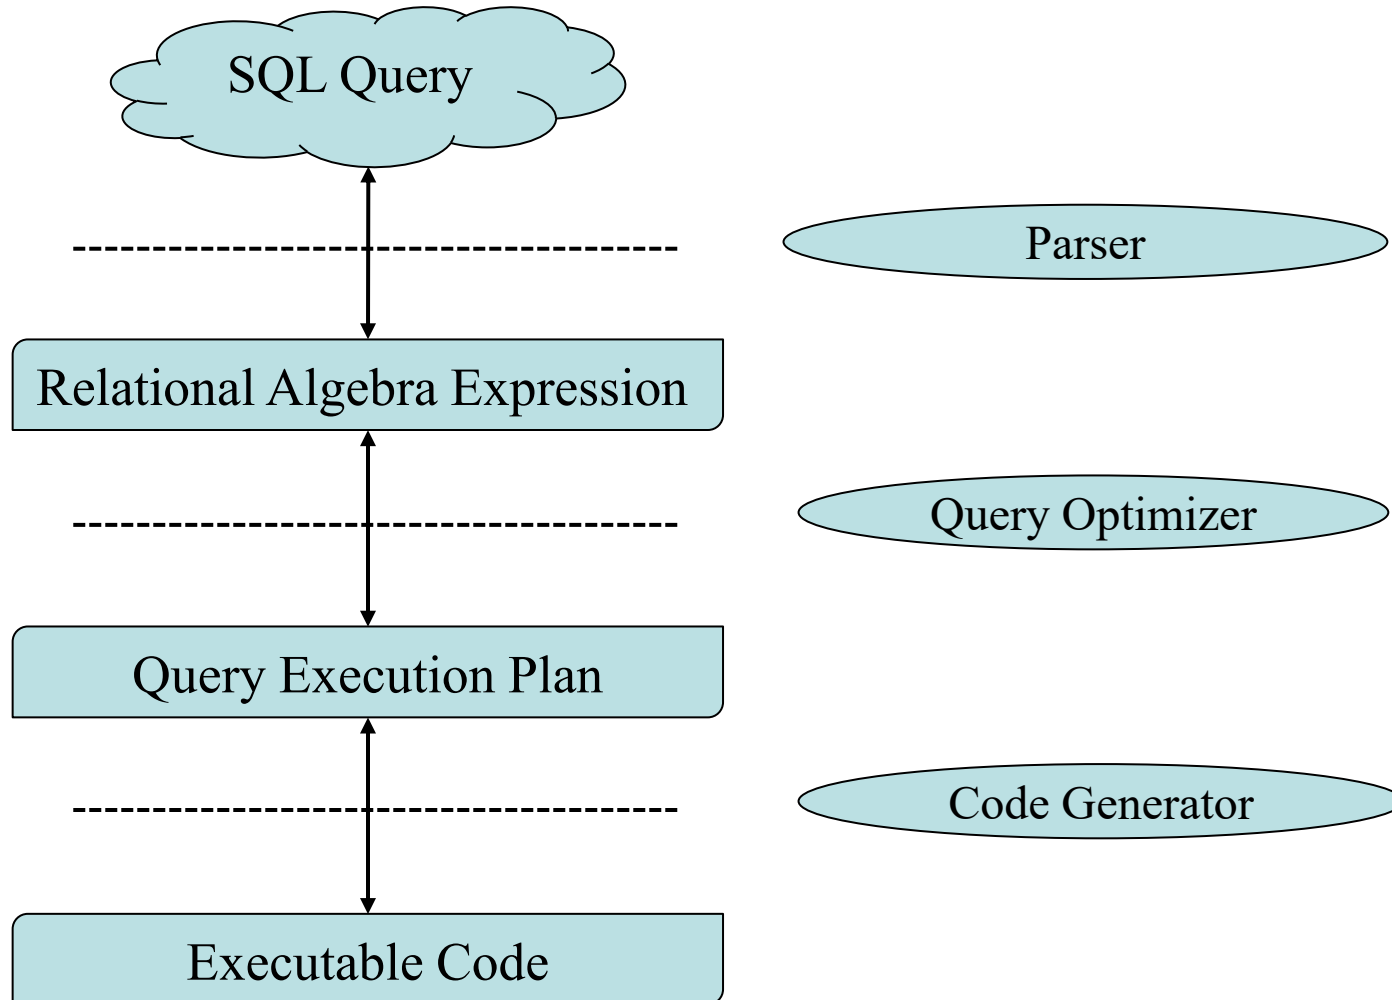 SQL Query
Parser
Relational Algebra Expression
Query Optimizer
Query Execution Plan
Code Generator
Executable Code